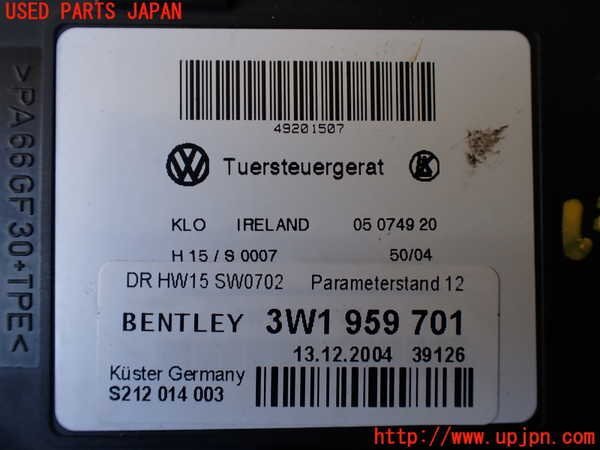 USED PARTS JAPAN
>PA66GF30+TPE<
49201507
Tuersteuergerat
KLO IRELAND 05 0749 20
H 15 / S 0007 50/04
DR HW15 SW0702 Parameterstand 12
BENTLEY 3W1 959 701
13.12.2004 39126
Küster Germany
S212 014 003
http://www.upjpn.com